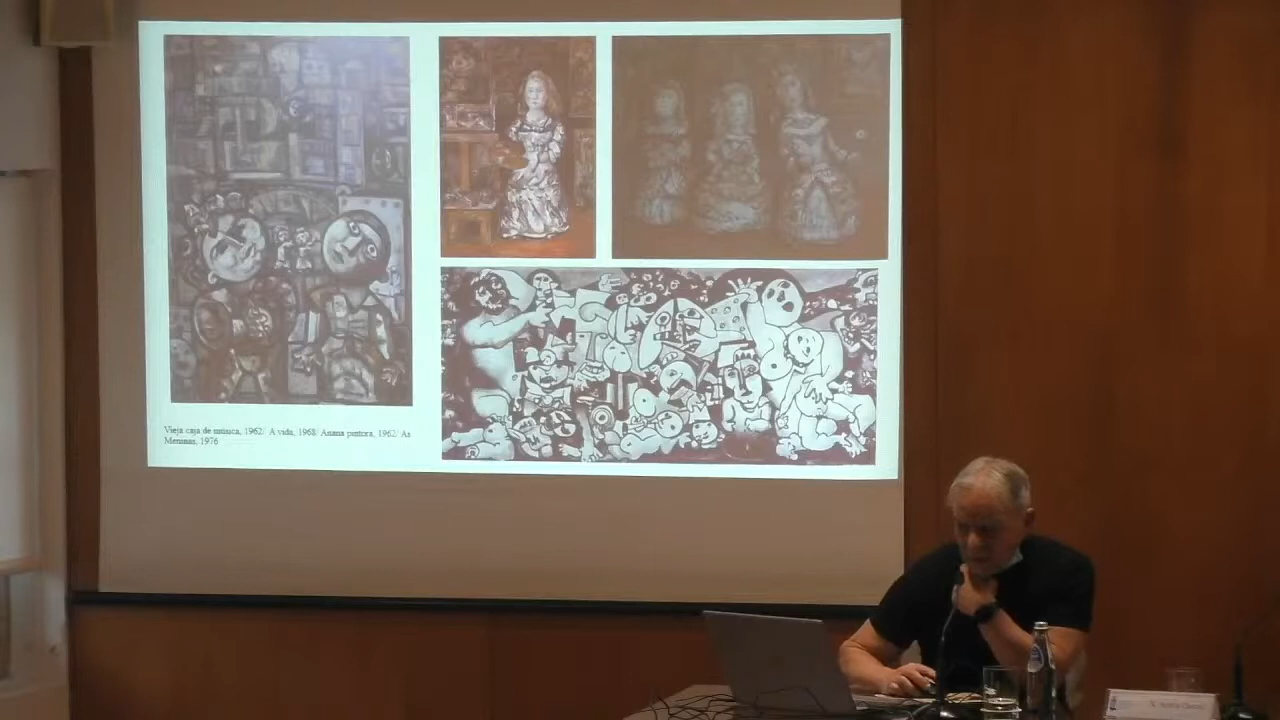 Vieja caja de música, 1962/ A vida, 1968/ Anana pintora, 1962/ As
Meninas, 1976